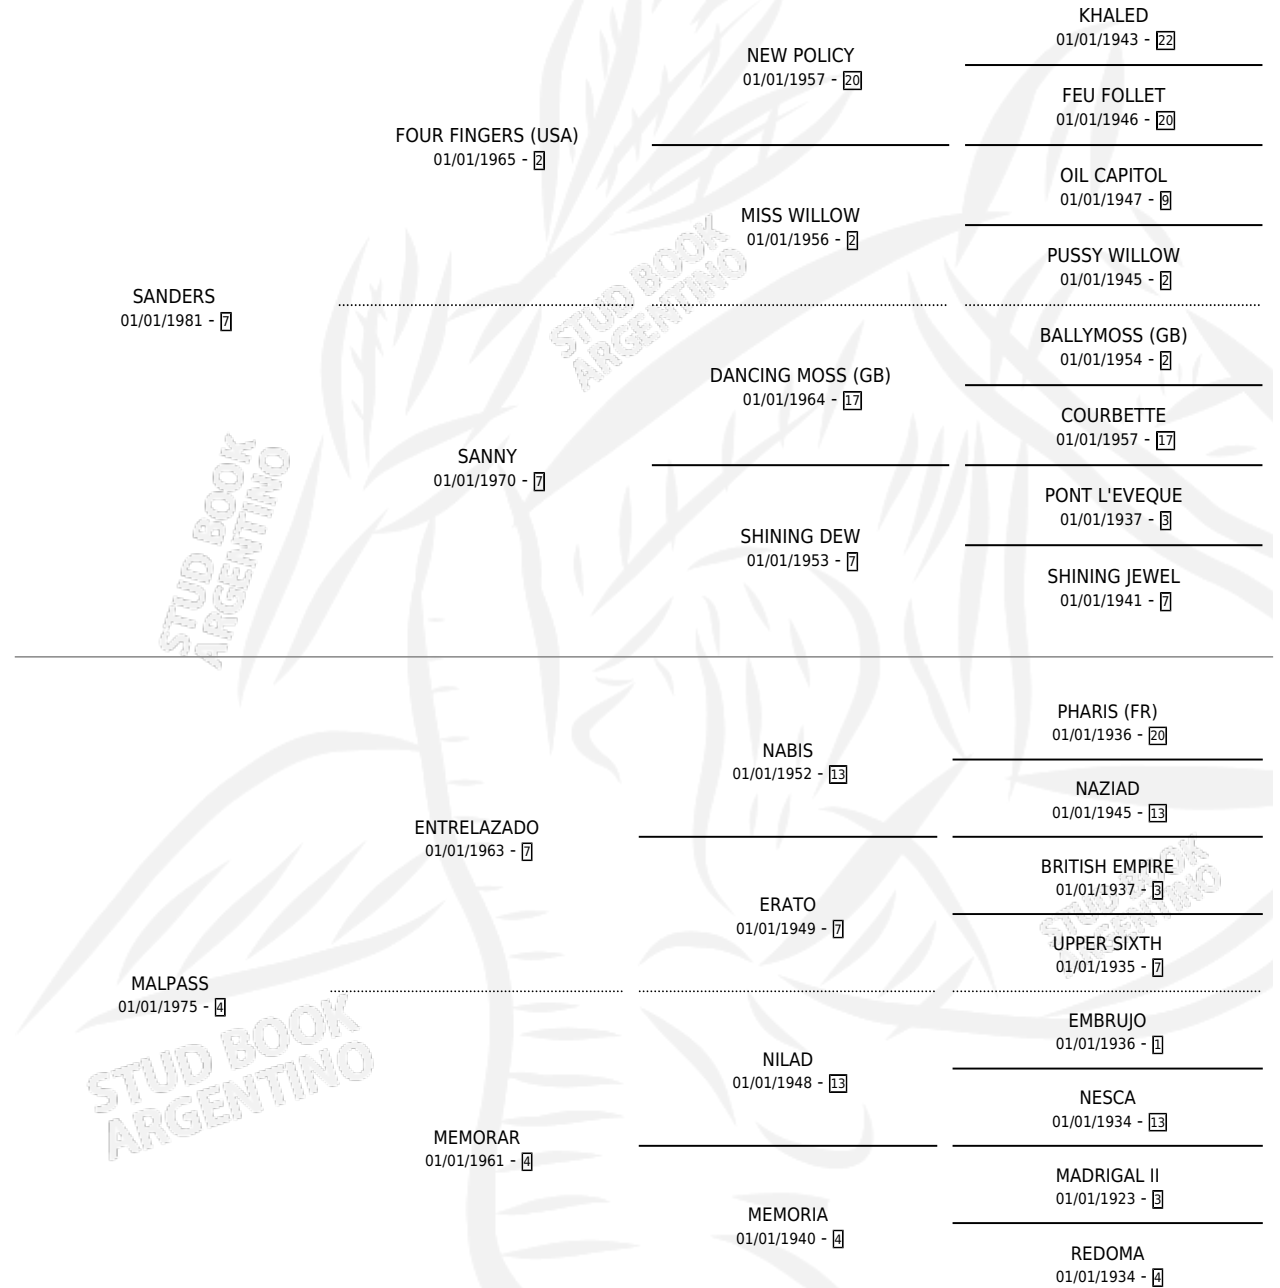 KHALED
01/01/1943 - 22
NEW POLICY
01/01/1957 - 20
FEU FOLLET
01/01/1946 - 20
FOUR FINGERS (USA)
01/01/1965 - 2
OIL CAPITOL
01/01/1947 - 9
MISS WILLOW
01/01/1956 - 2
PUSSY WILLOW
01/01/1945 - 2
STUD BOOK
ARGENTINO
SANDERS
01/01/1981 - 7
BALLYMOSS (GB)
01/01/1954 - 2
DANCING MOSS (GB)
01/01/1964 - 17
COURBETTE
01/01/1957 - 17
SANNY
01/01/1970 - 7
PONT L'EVEQUE
01/01/1937 - 3
SHINING DEW
01/01/1953 - 7
SHINING JEWEL
01/01/1941 - 7
STUD BOOK
ARGENTINO
PHARIS (FR)
01/01/1936 - 20
NABIS
01/01/1952 - 13
NAZIAD
01/01/1945 - 13
ENTRELAZADO
01/01/1963 - 7
BRITISH EMPIRE
01/01/1937 - 3
ERATO
01/01/1949 - 7
UPPER SIXTH
01/01/1935 - 7
STUD BOOK
ARGENTINO
MALPASS
01/01/1975 - 4
EMBRUJO
01/01/1936 - 1
NILAD
01/01/1948 - 13
NESCA
01/01/1934 - 13
STUD BOOK
ARGENTINO
MEMORAR
01/01/1961 - 4
MADRIGAL II
01/01/1923 - 3
MEMORIA
01/01/1940 - 4
REDOMA
01/01/1934 - 4